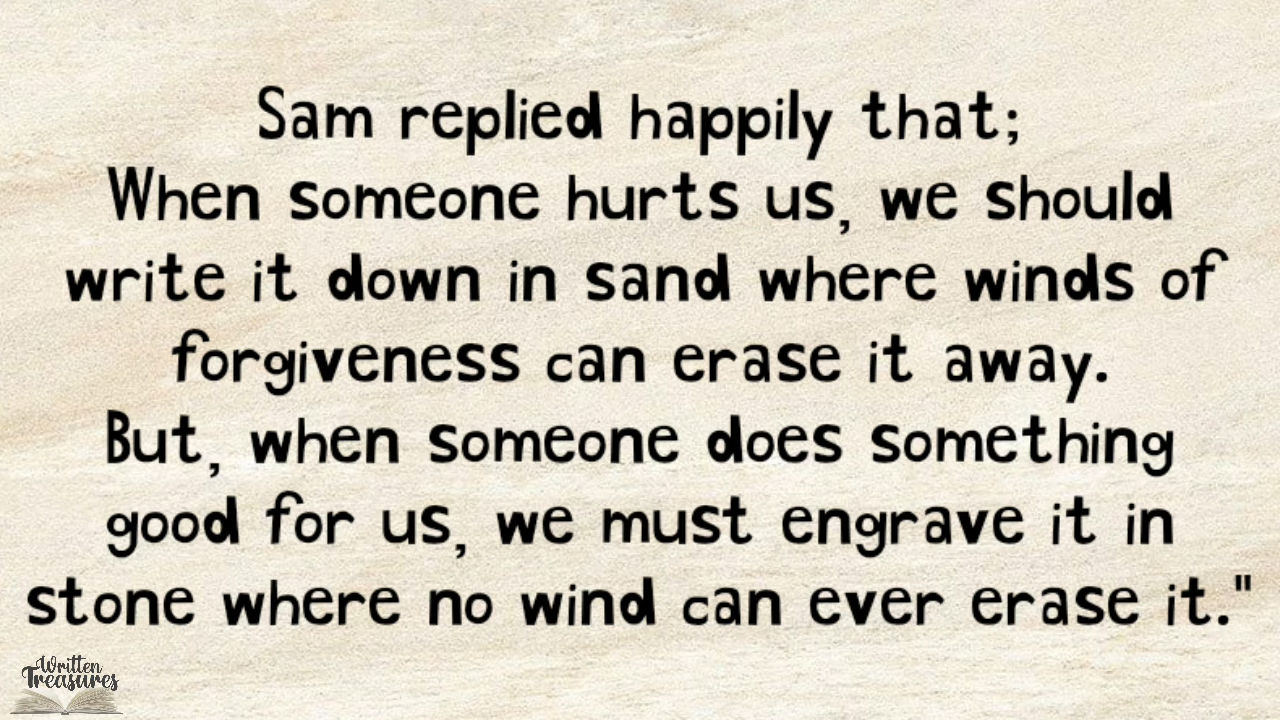 Sam replied happily that;
When someone hurts us, we should
write it down in sand where winds of
forgiveness can erase it away.
But, when someone does something
good for us, we must engrave it in
stone where no wind can ever erase it."
Written
Treasures